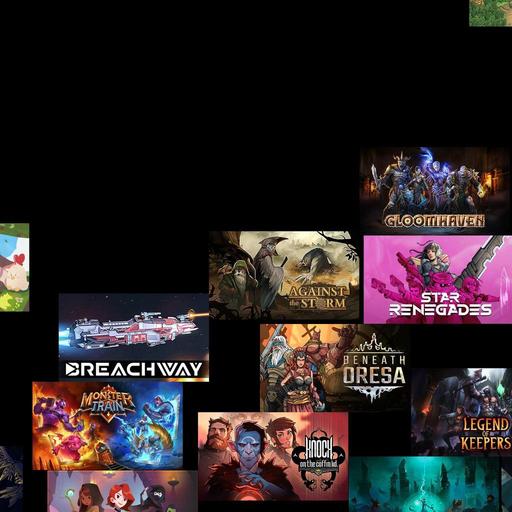 GLOOMHAVEN
AGAINST
the STORM
STAR
RENEGADES
BREACHWAY
BENEATH
ORESA
MONSTER
TRAIN
LEGEND
OF
KEEPERS
KNOCK
on the coffin lid